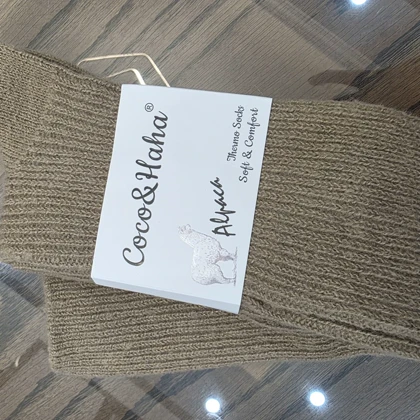 Coco&Haha®
Alpaca
Thermo Socks
Soft & Comfort